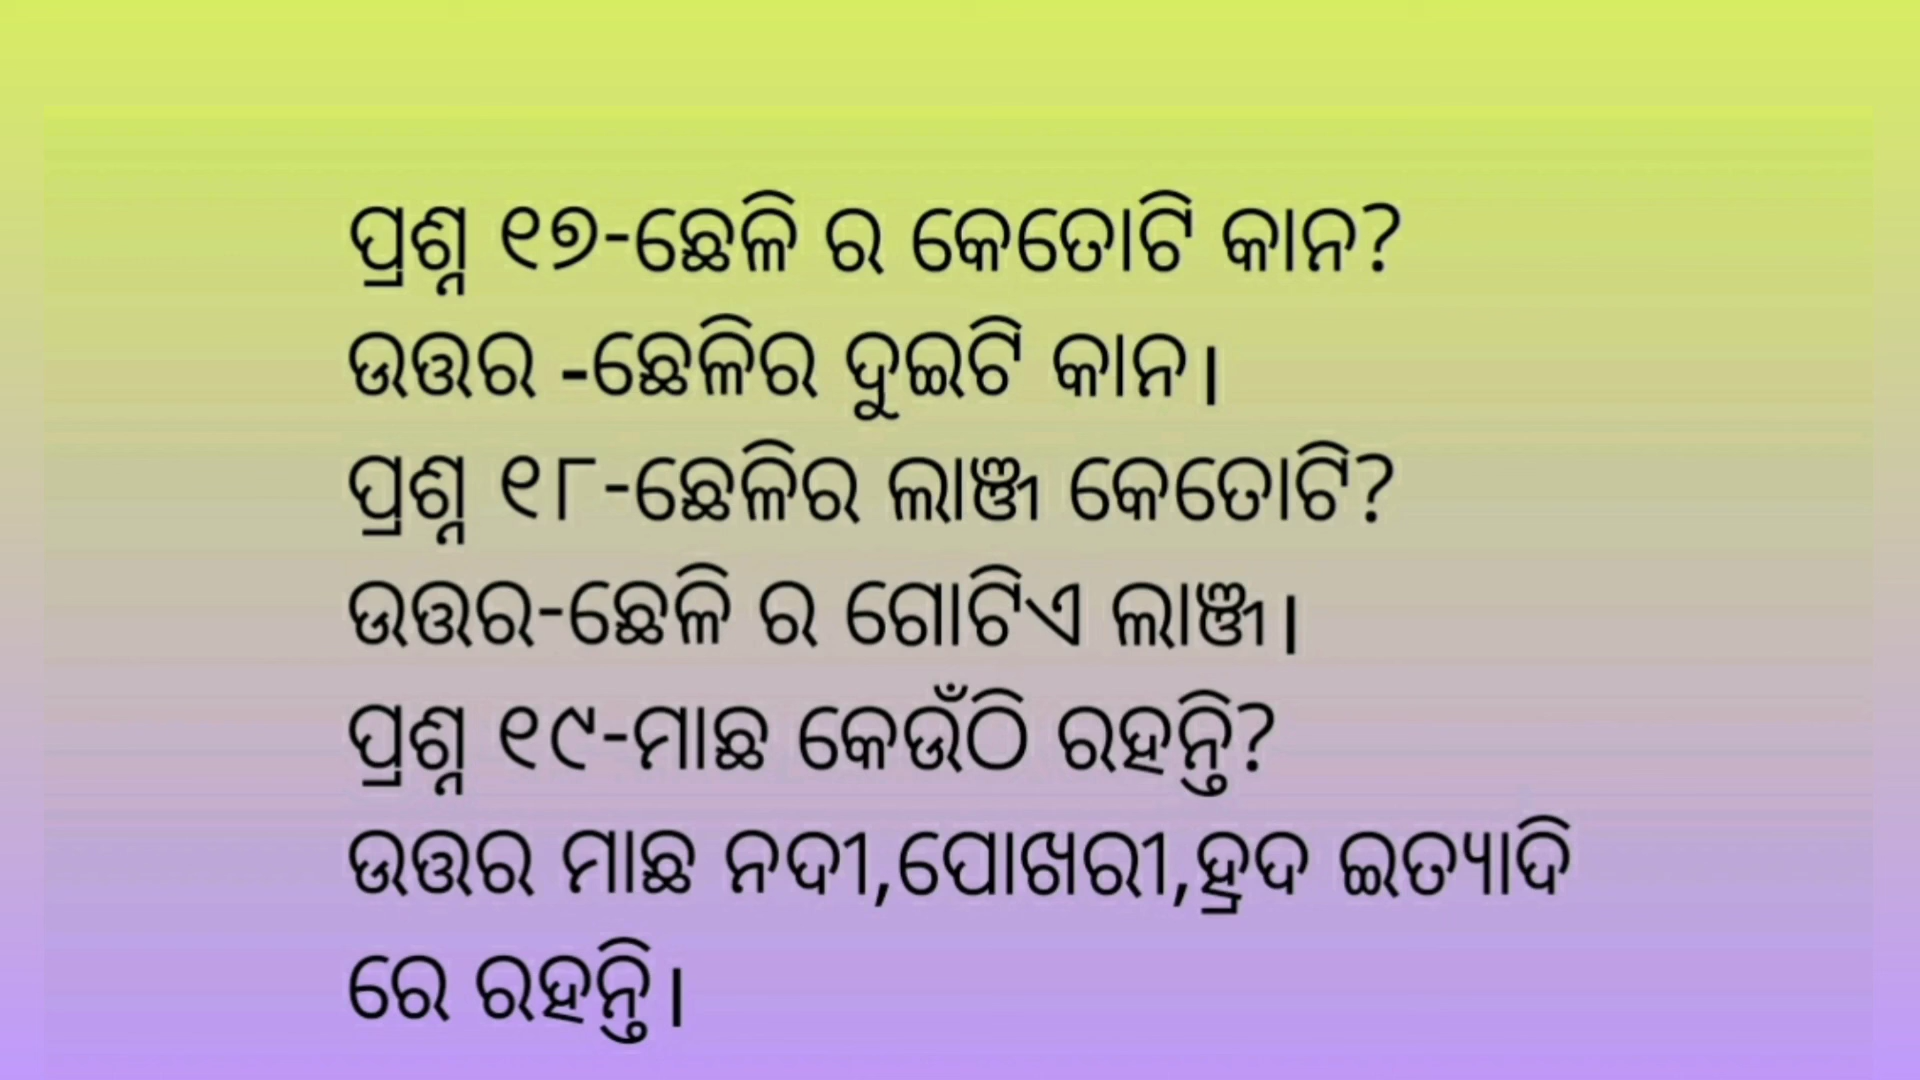 ପ୍ରଶ୍ନ ୧୭-ଛେଳି ର କେତୋଟି କାନ?
ଉତ୍ତର -ଛେଳିର ଦୁଇଟି କାନ।
ପ୍ରଶ୍ନ ୧୮-ଛେଳିର ଲାଞ୍ଜ କେତୋଟି?
ଉତ୍ତର-ଛେଳି ର ଗୋଟିଏ ଲାଞ୍ଜ।
ପ୍ରଶ୍ନ ୧୯-ମାଛ କେଉଁଠି ରହନ୍ତି?
ଉତ୍ତର ମାଛ ନଦୀ,ପୋଖରୀ,ହ୍ରଦ ଇତ୍ୟାଦି
ରେ ରହନ୍ତି।